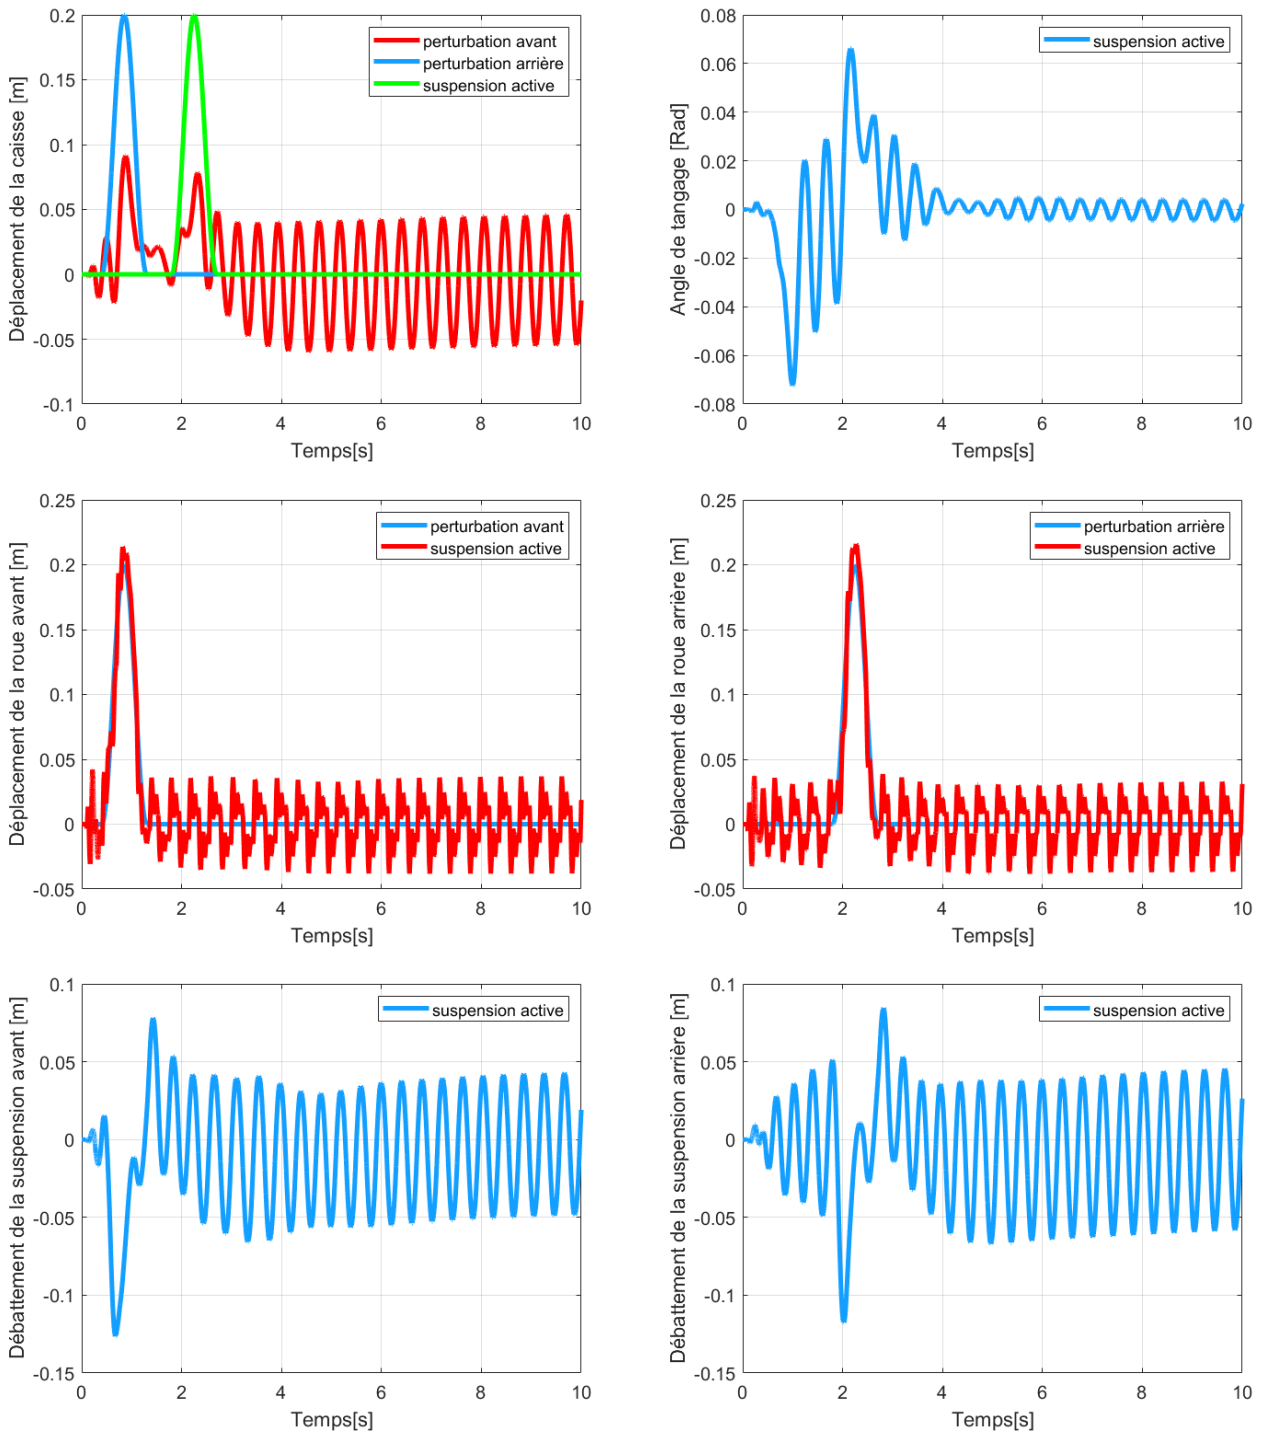 Déplacement de la caisse [m]
0.2
0.15
0.1
0.05
0
-0.05
-0.1
perturbation avant
perturbation arrière
suspension active
0 2 4 6 8 10
Temps[s]
Angle de tangage [Rad]
0.08
0.06
0.04
0.02
0
-0.02
-0.04
-0.06
-0.08
suspension active
0 2 4 6 8 10
Temps[s]
Déplacement de la roue avant [m]
0.25
0.2
0.15
0.1
0.05
0
-0.05
perturbation avant
suspension active
0 2 4 6 8 10
Temps[s]
Déplacement de la roue arrière [m]
0.25
0.2
0.15
0.1
0.05
0
-0.05
perturbation arrière
suspension active
0 2 4 6 8 10
Temps[s]
Débattement de la suspension avant [m]
0.1
0.05
0
-0.05
-0.1
-0.15
suspension active
0 2 4 6 8 10
Temps[s]
Débattement de la suspension arrière [m]
0.1
0.05
0
-0.05
-0.1
-0.15
suspension active
0 2 4 6 8 10
Temps[s]